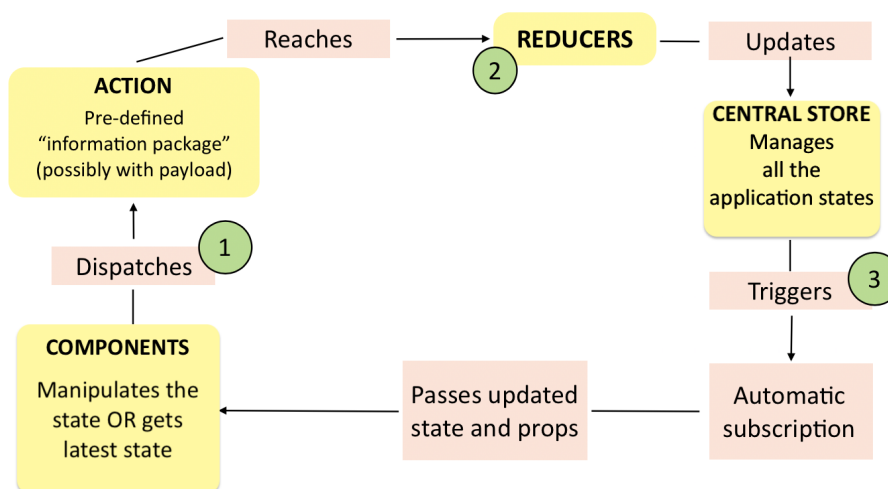 Reaches
REDUCERS
2
Updates
ACTION
Pre-defined
“information package”
(possibly with payload)
CENTRAL STORE
Manages
all the
application states
1
Dispatches
3
Triggers
COMPONENTS
Manipulates the
state OR gets
latest state
Passes updated
state and props
Automatic
subscription